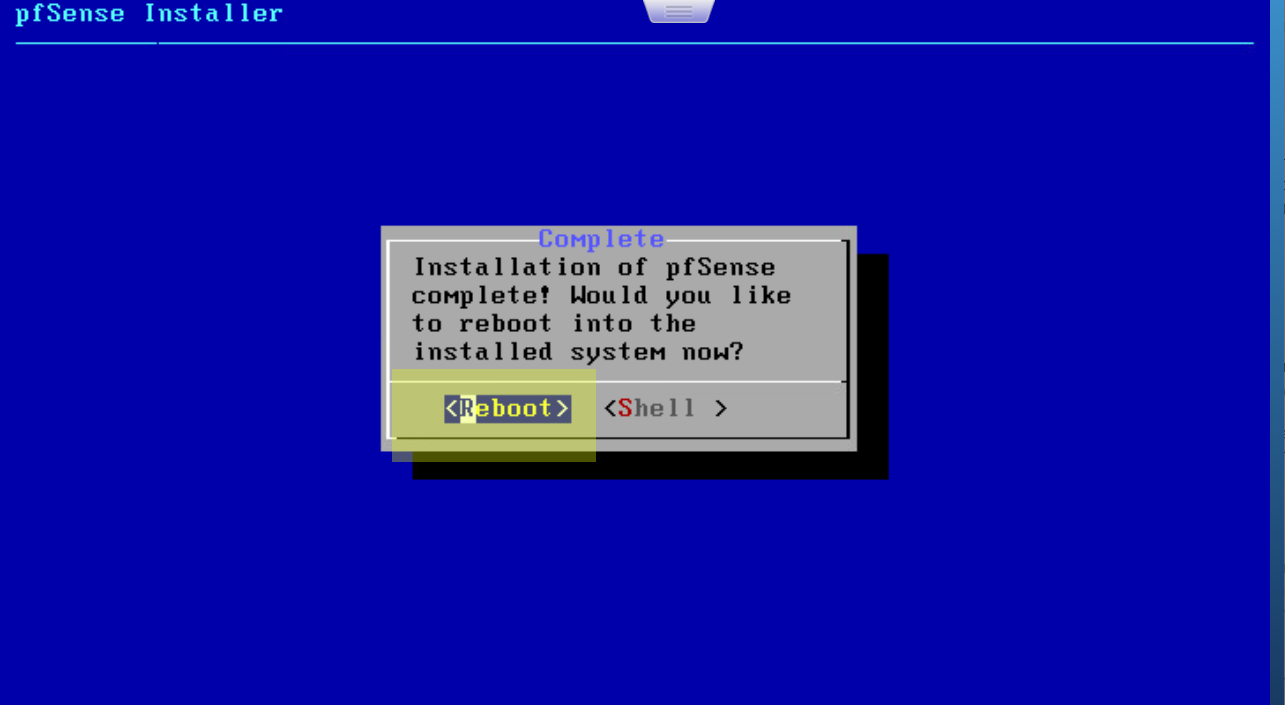 pfSense Installer
Complete
Installation of pfSense
complete! Would you like
to reboot into the
installed system now?
<Reboot> <Shell >